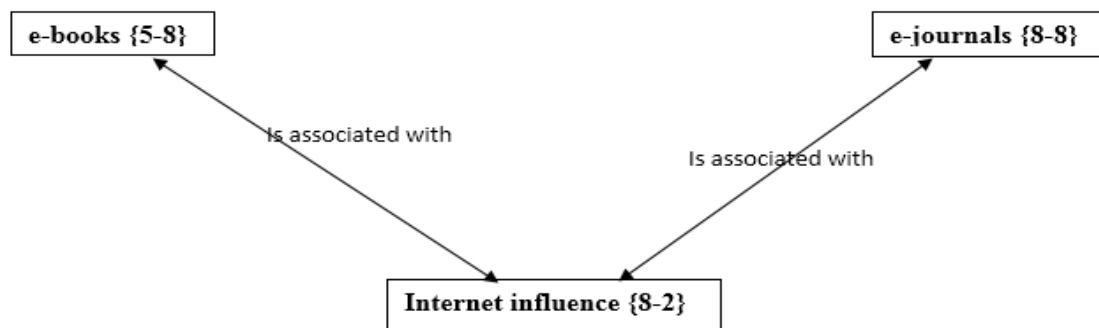 e-books {5-8}
e-journals {8-8}
Is associated with
Is associated with
Internet influence {8-2}